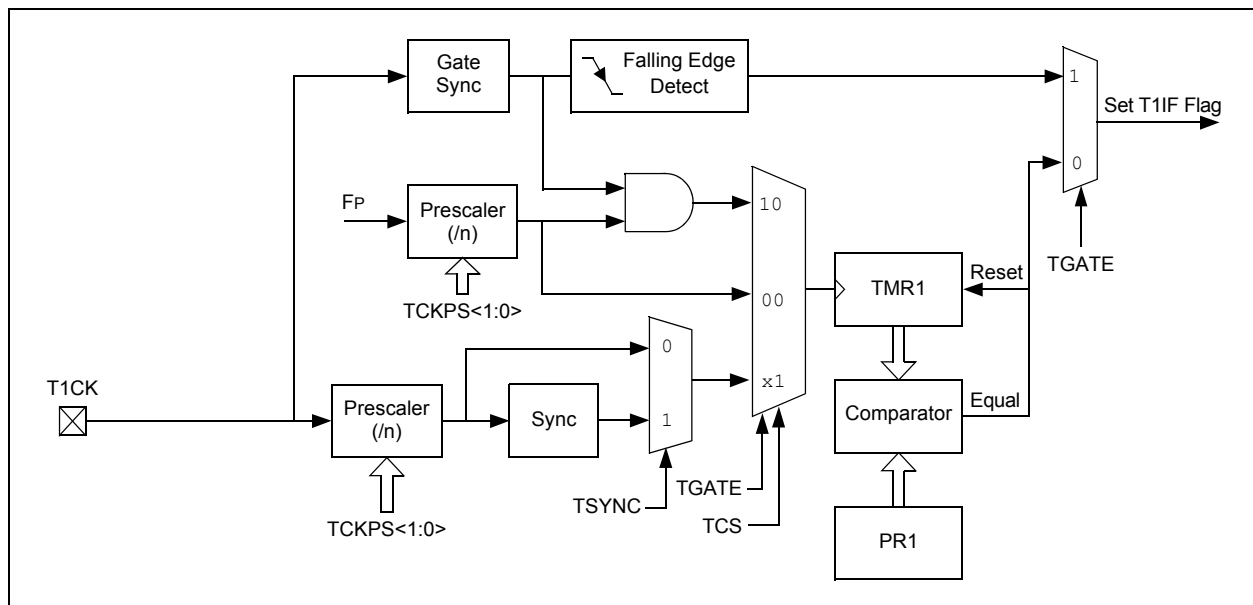 Gate
Sync
Falling Edge
Detect
1
Set T1IF Flag
0
TGATE
FP
Prescaler
(/n)
TCKPS<1:0>
10
00
x1
TMR1
Reset
Comparator
Equal
PR1
T1CK
Prescaler
(/n)
TCKPS<1:0>
Sync
0
1
TSYNC
TGATE
TCS